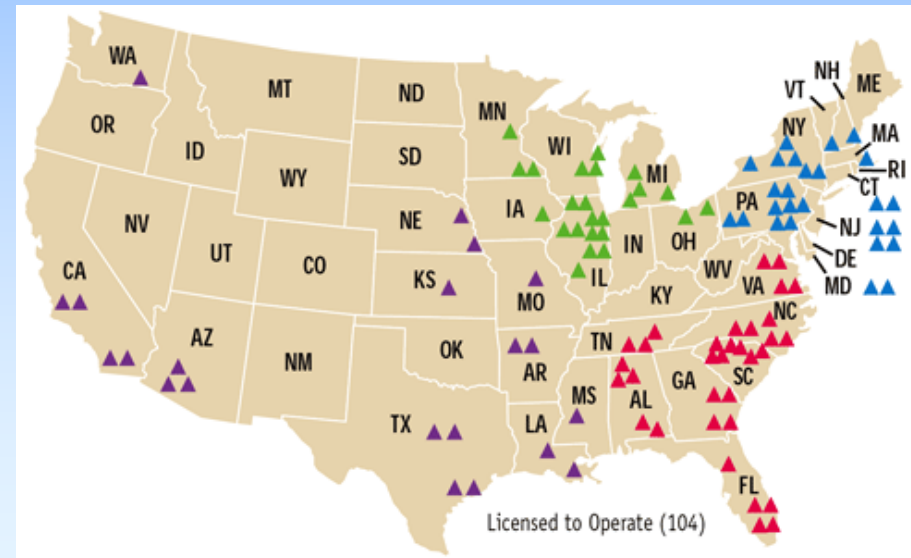 WA
MT
ND
MN
OR
ID
SD
WI
MI
NY
VT
NH
ME
MA
RI
CT
WY
NE
IA
PA
NJ
NV
UT
CO
IL
IN
OH
DE
WV
MD
CA
KS
MO
KY
VA
NC
AZ
NM
OK
AR
TN
SC
MS
AL
GA
TX
LA
FL
Licensed to Operate (104)